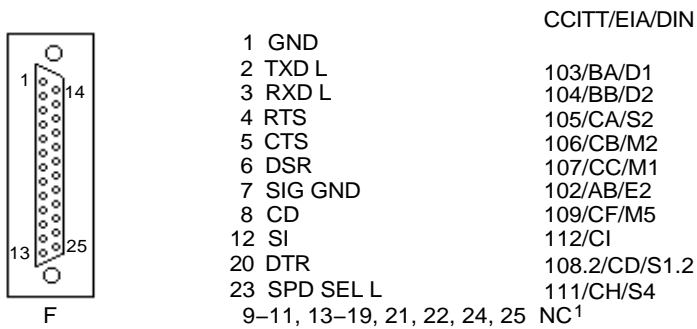 CCITT/EIA/DIN
1 GND
2 TXD L 103/BA/D1
3 RXD L 104/BB/D2
4 RTS 105/CA/S2
5 CTS 106/CB/M2
6 DSR 107/CC/M1
7 SIG GND 102/AB/E2
8 CD 109/CF/M5
12 SI 112/CI
20 DTR 108.2/CD/S1.2
23 SPD SEL L 111/CH/S4
9–11, 13–19, 21, 22, 24, 25 NC1
1
14
13
25
F